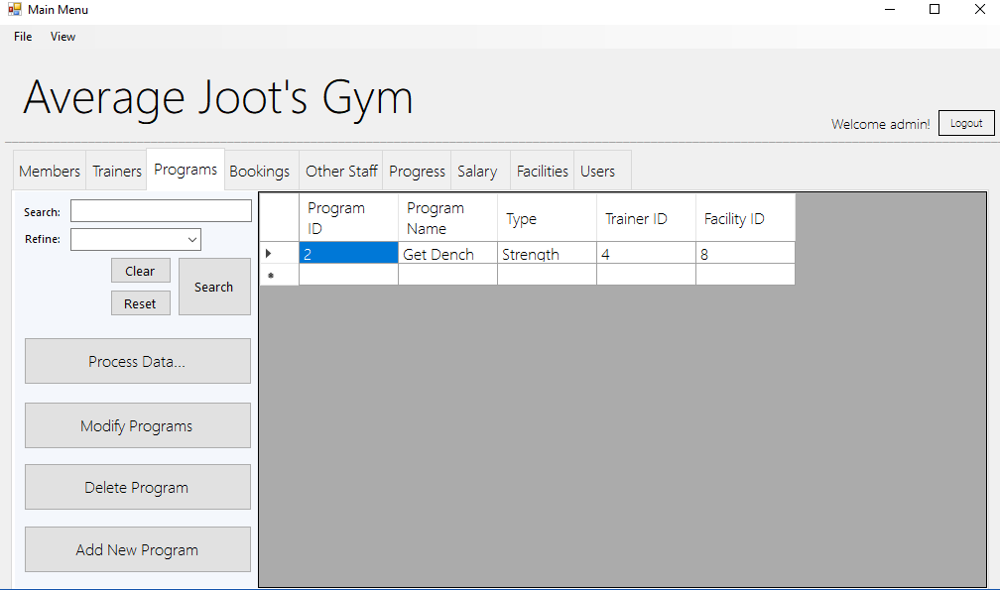 Main Menu
File View
Average Joot's Gym
Welcome admin! Logout
Members Trainers Programs Bookings Other Staff Progress Salary Facilities Users
Search:
Refine:
Clear
Reset
Search
Process Data...
Modify Programs
Delete Program
Add New Program
Program ID Program Name Type Trainer ID Facility ID
2 Get Dench Strength 4 8